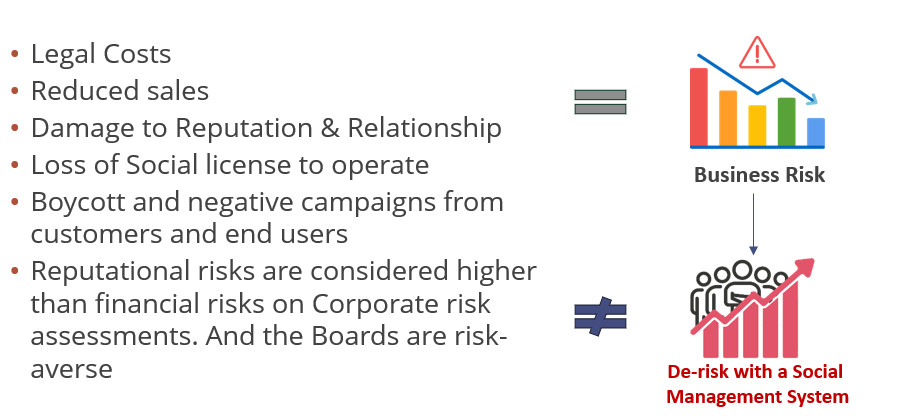 • Legal Costs
• Reduced sales
• Damage to Reputation & Relationship
• Loss of Social license to operate
• Boycott and negative campaigns from
customers and end users
• Reputational risks are considered higher
than financial risks on Corporate risk
assessments. And the Boards are risk-
averse
=
Business Risk
≠
De-risk with a Social
Management System